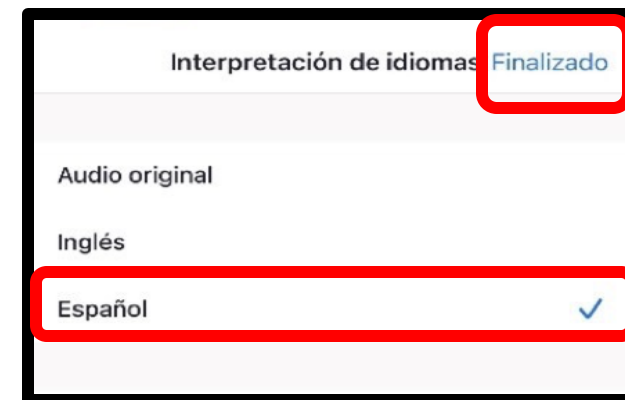 Interpretación de idiomas Finalizado
Audio original
Inglés
Español